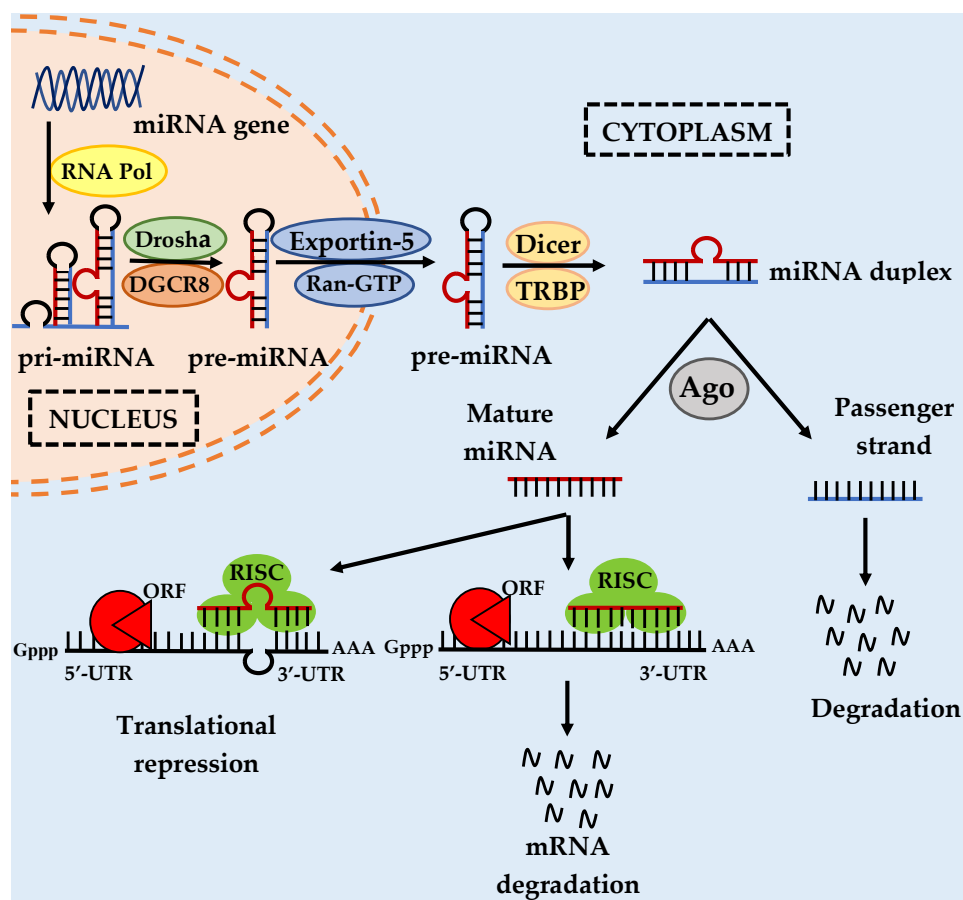 miRNA gene
CYTOPLASM
RNA Pol
Drosha
DGCR8
Exportin-5
Ran-GTP
Dicer
TRBP
miRNA duplex
pri-miRNA
pre-miRNA
pre-miRNA
NUCLEUS
Ago
Mature
miRNA
Passenger
strand
RISC
ORF
Gppp
AAA
5′-UTR
3′-UTR
Translational
repression
RISC
ORF
Gppp
AAA
5′-UTR
3′-UTR
mRNA
degradation
Degradation